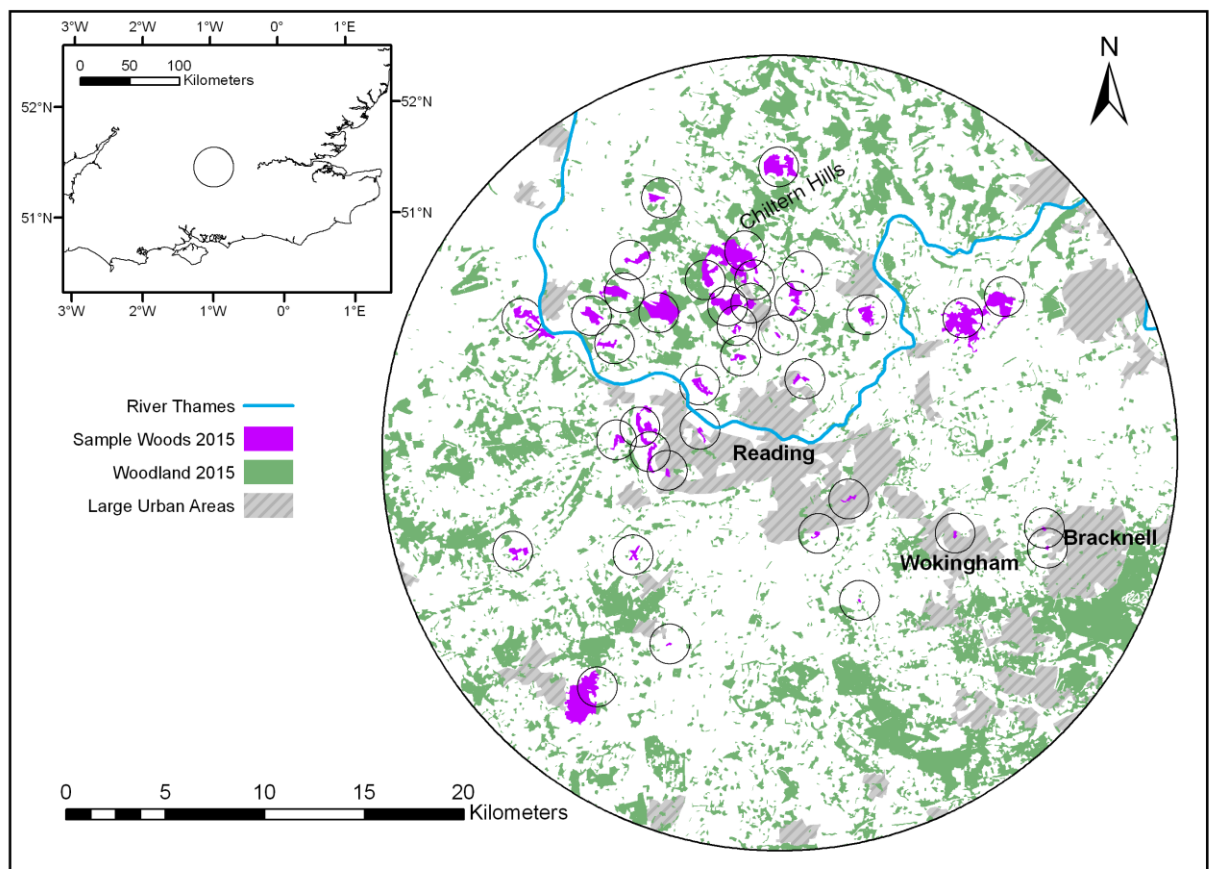 3°W 2°W 1°W 0° 1°E
0 50 100
Kilometers
52°N 52°N
51°N 51°N
3°W 2°W 1°W 0° 1°E
N
Chiltern Hills
River Thames
Sample Woods 2015
Woodland 2015
Large Urban Areas
Reading
Wokingham
Bracknell
0 5 10 15 20
Kilometers